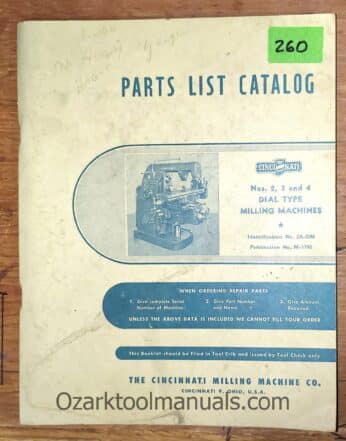 260
PARTS LIST CATALOG
CINCINNATI
Nos. 2, 3 and 4
DIAL TYPE
MILLING MACHINES
Identification No. 2A-DM
Publication No. M-1792
WHEN ORDERING REPAIR PARTS
1. Give complete Serial Number of Machine.
2. Give Part Number and Name
3. Give Amount Required
UNLESS THE ABOVE DATA IS INCLUDED WE CANNOT FILL YOUR ORDER
This Booklet should be Filed in Tool Crib and issued by Tool Check only
THE CINCINNATI MILLING MACHINE CO.
CINCINNATI 9, OHIO, U.S.A.
Ozarktoolmanuals.com